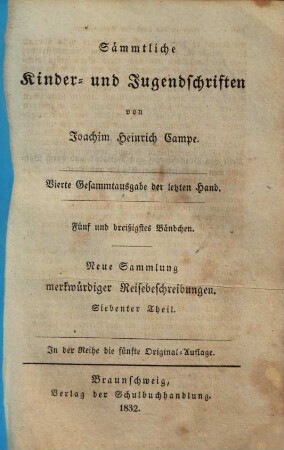 Sämmtliche
Kinder- und Jugendschriften
von
Joachim Heinrich Campe.
Vierte Gesammtausgabe der letzten Hand.
Fünf und dreißigstes Bändchen.
Neue Sammlung
merkwürdiger Reisebeschreibungen.
Siebenter Theil.
In der Reihe die fünfte Original-Auflage.
Braunschweig,
Verlag der Schulbuchhandlung.
1832.